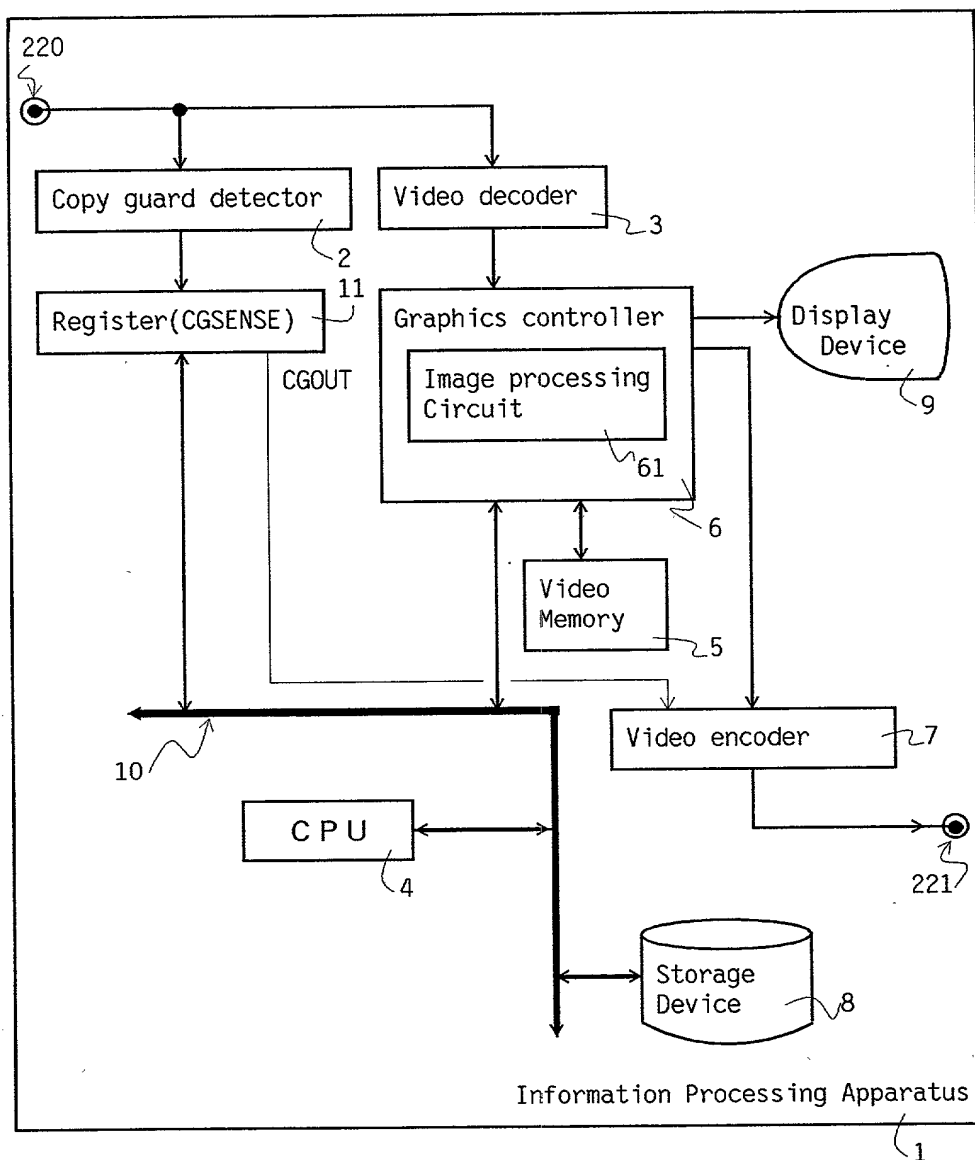 220
Copy guard detector
2
Video decoder
3
Register(CGSENSE)
11
CGOUT
Graphics controller
Image processing
Circuit
61
6
Display
Device
9
Video
Memory
5
10
Video encoder
7
CPU
4
221
Storage
Device
8
Information Processing Apparatus
1